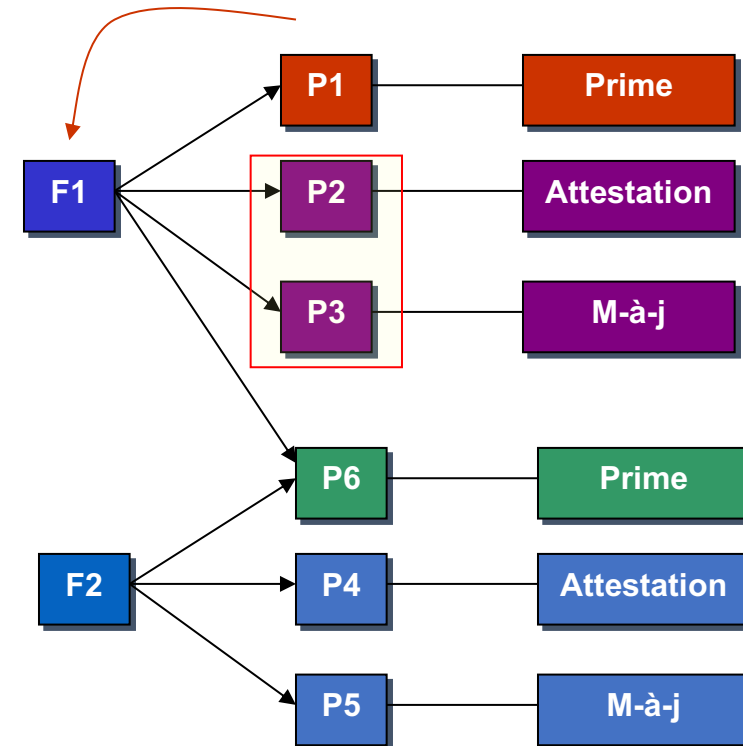 P1 Prime
F1 P2 Attestation
P3 M-à-j
P6 Prime
F2 P4 Attestation
P5 M-à-j